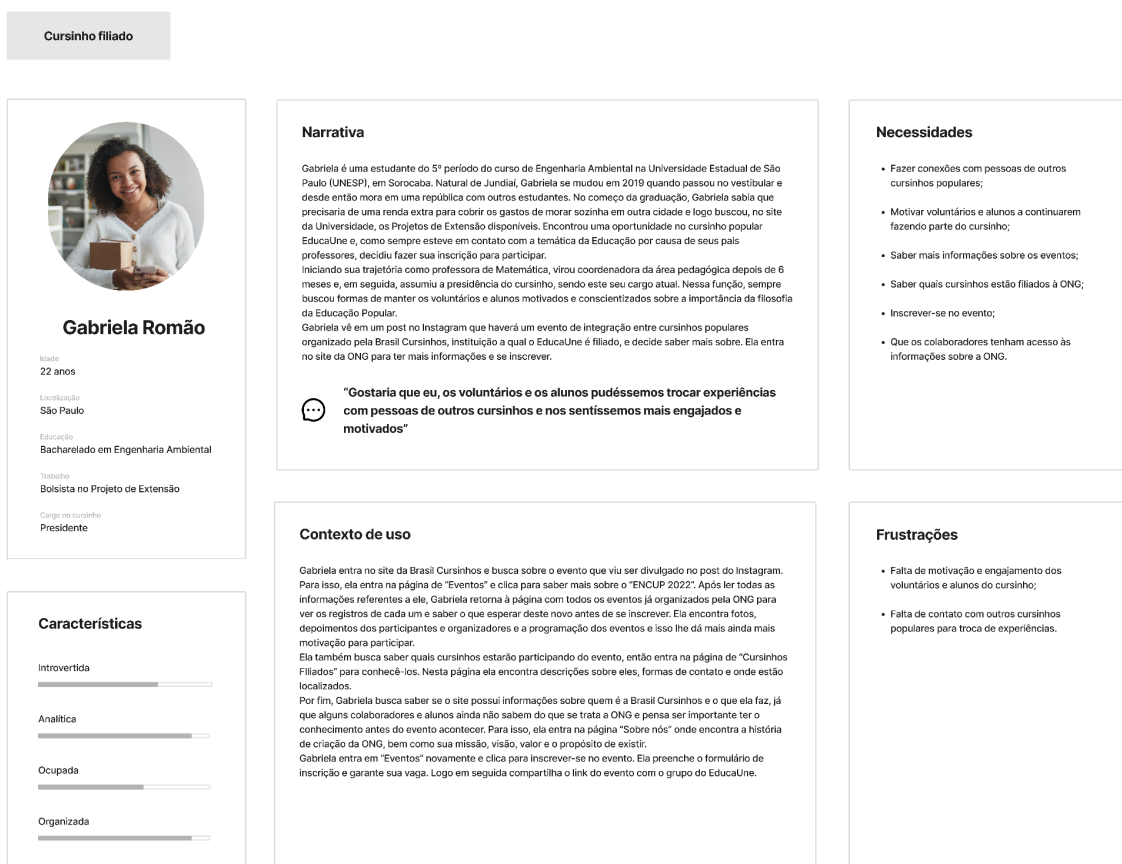 Cursinho filiado
Gabriela Romão
Idade
22 anos
Localização
São Paulo
Educação
Bacharelado em Engenharia Ambiental
Trabalho
Bolsista no Projeto de Extensão
Cargo no cursinho
Presidente
Características
Introvertida
Analítica
Ocupada
Organizada
Narrativa
Gabriela é uma estudante do 5º período do curso de Engenharia Ambiental na Universidade Estadual de São
Paulo (UNESP), em Sorocaba. Natural de Jundiaí, Gabriela se mudou em 2019 quando passou no vestibular e
desde então mora em uma república com outros estudantes. No começo da graduação, Gabriela sabia que
precisaria de uma renda extra para cobrir os gastos de morar sozinha em outra cidade e logo buscou, no site
da Universidade, os Projetos de Extensão disponíveis. Encontrou uma oportunidade no cursinho popular
EducaUne e, como sempre esteve em contato com a temática da Educação por causa de seus pais
professores, decidiu fazer sua inscrição para participar.
Iniciando sua trajetória como professora de Matemática, virou coordenadora da área pedagógica depois de 6
meses e, em seguida, assumiu a presidência do cursinho, sendo este seu cargo atual. Nessa função, sempre
buscou formas de manter os voluntários e alunos motivados e conscientizados sobre a importância da filosofia
da Educação Popular.
Gabriela vê em um post no Instagram que haverá um evento de integração entre cursinhos populares
organizado pela Brasil Cursinhos, instituição a qual o EducaUne é filiado, e decide saber mais sobre. Ela entra
no site da ONG para ter mais informações e se inscrever.
“Gostaria que eu, os voluntários e os alunos pudéssemos trocar experiências
com pessoas de outros cursinhos e nos sentíssemos mais engajados e
motivados”
Contexto de uso
Gabriela entra no site da Brasil Cursinhos e busca sobre o evento que viu ser divulgado no post do Instagram.
Para isso, ela entra na página de “Eventos” e clica para saber mais sobre o “ENCUP 2022”. Após ler todas as
informações referentes a ele, Gabriela retorna à página com todos os eventos já organizados pela ONG para
ver os registros de cada um e saber o que esperar deste novo antes de se inscrever. Ela encontra fotos,
depoimentos dos participantes e organizadores e a programação dos eventos e isso lhe dá mais ainda mais
motivação para participar.
Ela também busca saber quais cursinhos estarão participando do evento, então entra na página de “Cursinhos
FIliados” para conhecê-los. Nesta página ela encontra descrições sobre eles, formas de contato e onde estão
localizados.
Por fim, Gabriela busca saber se o site possui informações sobre quem é a Brasil Cursinhos e o que ela faz, já
que alguns colaboradores e alunos ainda não sabem do que se trata a ONG e pensa ser importante ter o
conhecimento antes do evento acontecer. Para isso, ela entra na página “Sobre nós” onde encontra a história
de criação da ONG, bem como sua missão, visão, valor e o propósito de existir.
Gabriela entra em “Eventos” novamente e clica para inscrever-se no evento. Ela preenche o formulário de
inscrição e garante sua vaga. Logo em seguida compartilha o link do evento com o grupo do EducaUne.
Necessidades
• Fazer conexões com pessoas de outros
cursinhos populares;
• Motivar voluntários e alunos a continuarem
fazendo parte do cursinho;
• Saber mais informações sobre os eventos;
• Saber quais cursinhos estão filiados à ONG;
• Inscrever-se no evento;
• Que os colaboradores tenham acesso às
informações sobre a ONG.
Frustrações
• Falta de motivação e engajamento dos
voluntários e alunos do cursinho;
• Falta de contato com outros cursinhos
populares para troca de experiências.